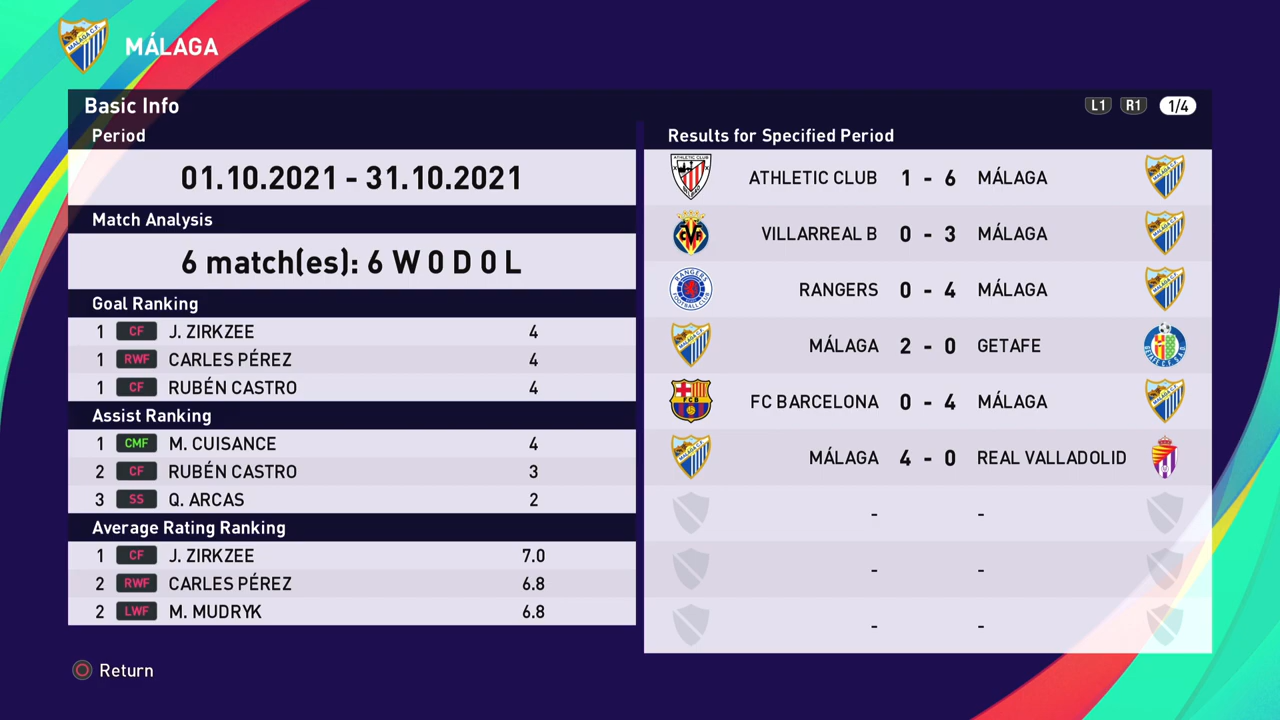 MÁLAGA
Basic Info
L1 R1 1/4
Period
01.10.2021 - 31.10.2021
Match Analysis
6 match(es): 6 W 0 D 0 L
Goal Ranking
1 CF J. ZIRKZEE 4
1 RWF CARLES PÉREZ 4
1 CF RUBÉN CASTRO 4
Assist Ranking
1 CMF M. CUISANCE 4
2 CF RUBÉN CASTRO 3
3 SS Q. ARCAS 2
Average Rating Ranking
1 CF J. ZIRKZEE 7.0
2 RWF CARLES PÉREZ 6.8
2 LWF M. MUDRYK 6.8
Results for Specified Period
ATHLETIC CLUB 1 - 6 MÁLAGA
VILLARREAL B 0 - 3 MÁLAGA
RANGERS 0 - 4 MÁLAGA
MÁLAGA 2 - 0 GETAFE
FC BARCELONA 0 - 4 MÁLAGA
MÁLAGA 4 - 0 REAL VALLADOLID
- -
- -
- -
Return